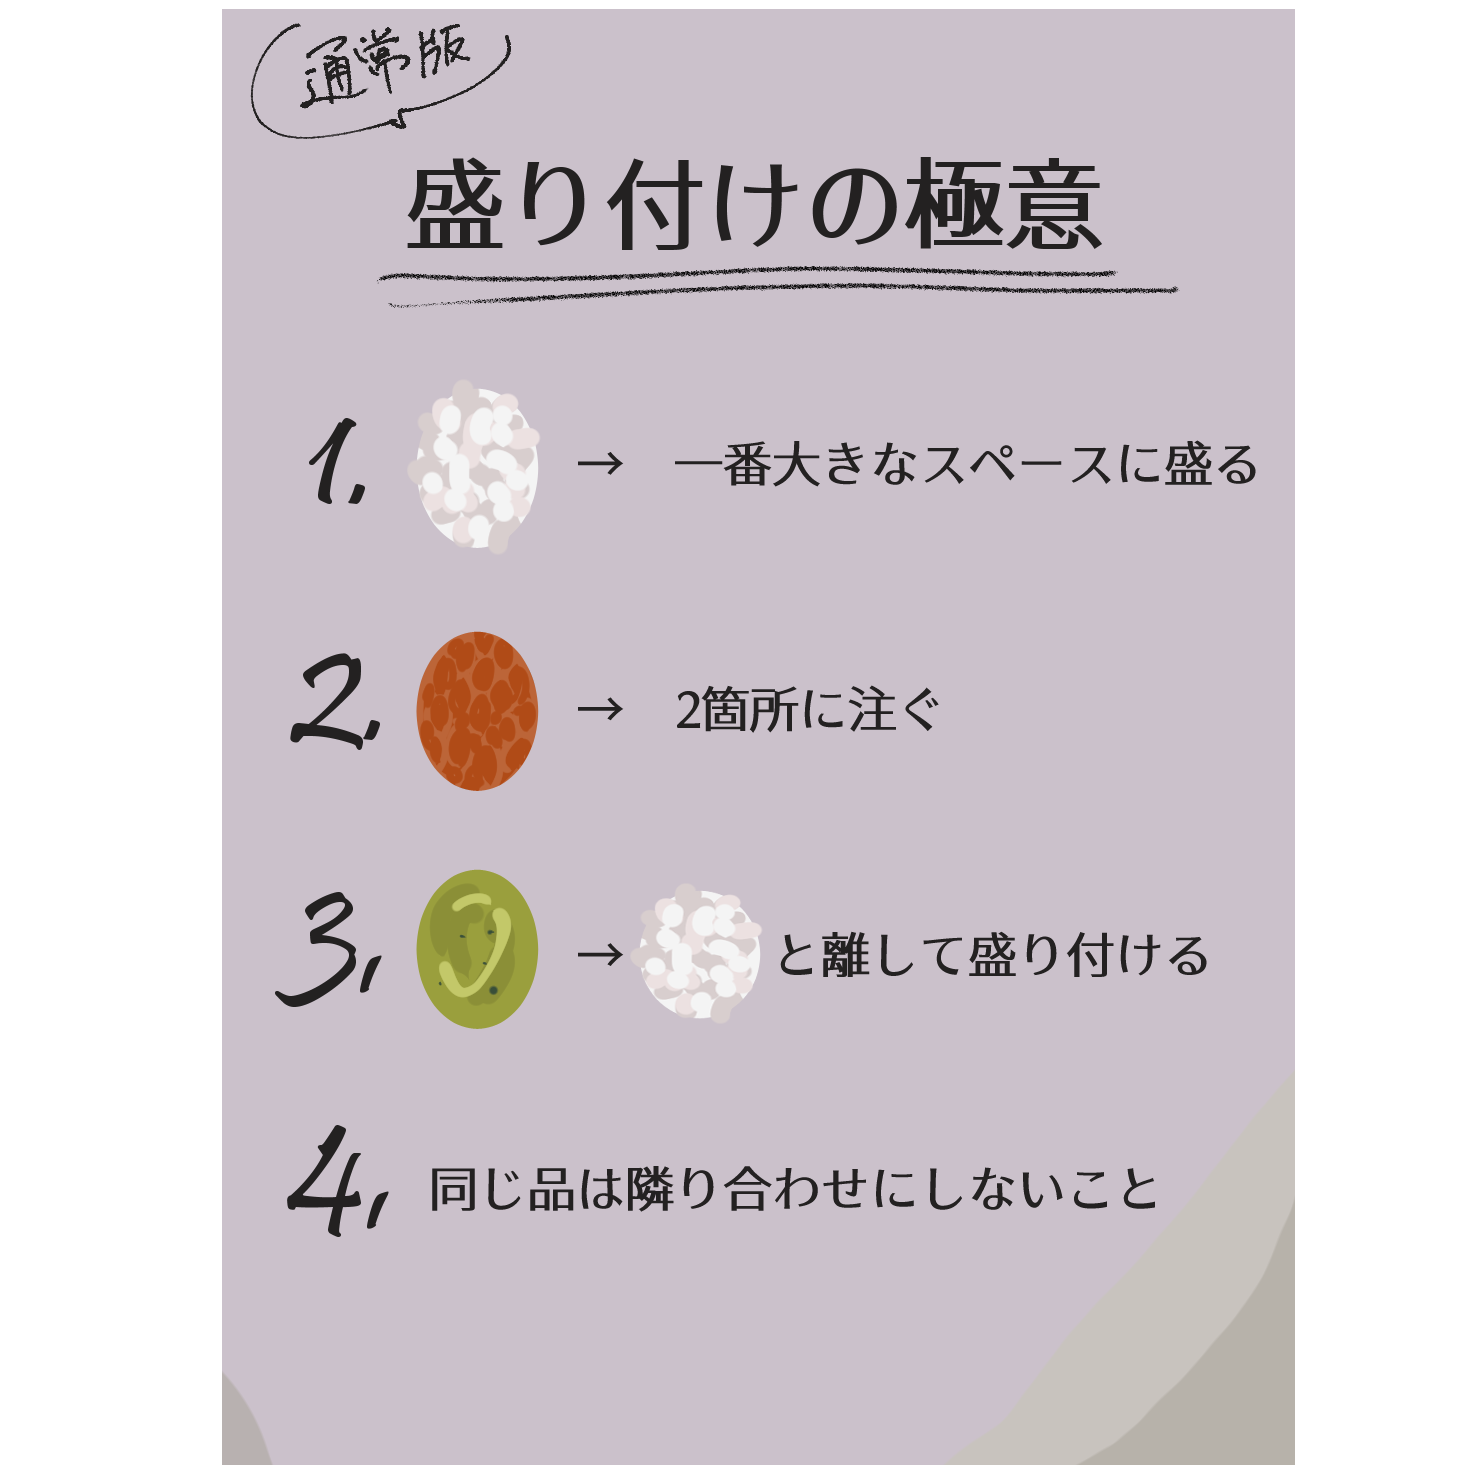 通常版
盛り付けの極意
1. → 一番大きなスペースに盛る
2. → 2箇所に注ぐ
3. → と離して盛り付ける
4. 同じ品は隣り合わせにしないこと